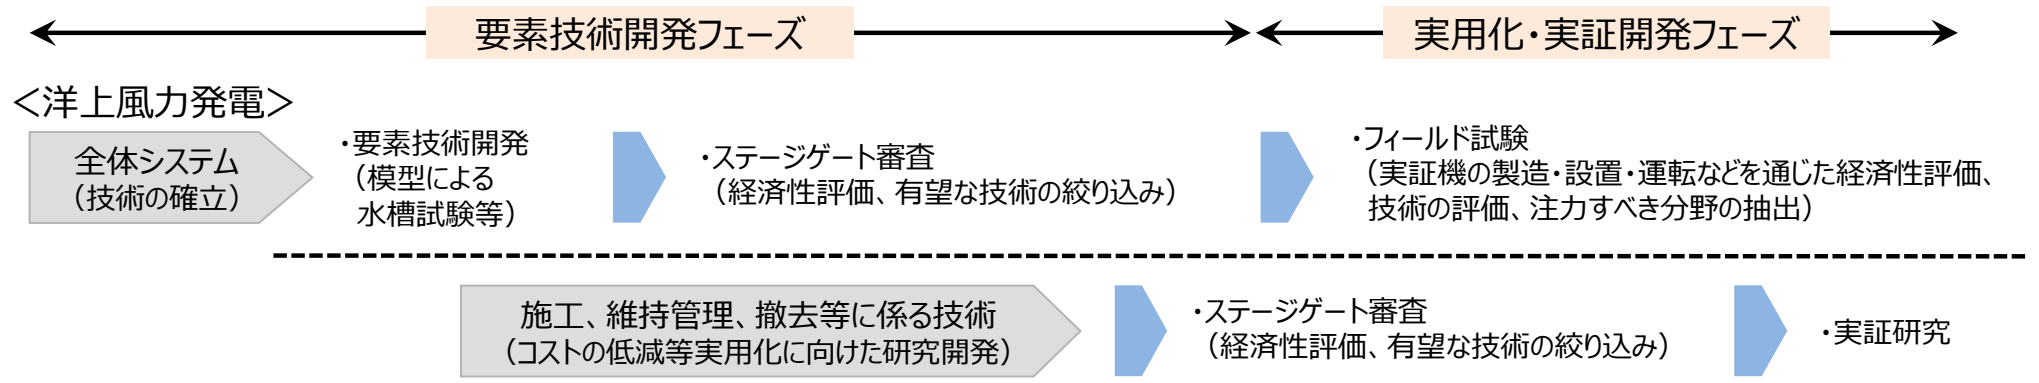 要素技術開発フェーズ
実用化・実証開発フェーズ
＜洋上風力発電＞
全体システム
（技術の確立）
・要素技術開発
（模型による
水槽試験等）
・ステージゲート審査
（経済性評価、有望な技術の絞り込み）
・フィールド試験
（実証機の製造・設置・運転などを通じた経済性評価、
技術の評価、注力すべき分野の抽出）
施工、維持管理、撤去等に係る技術
（コストの低減等実用化に向けた研究開発）
・ステージゲート審査
（経済性評価、有望な技術の絞り込み）
・実証研究